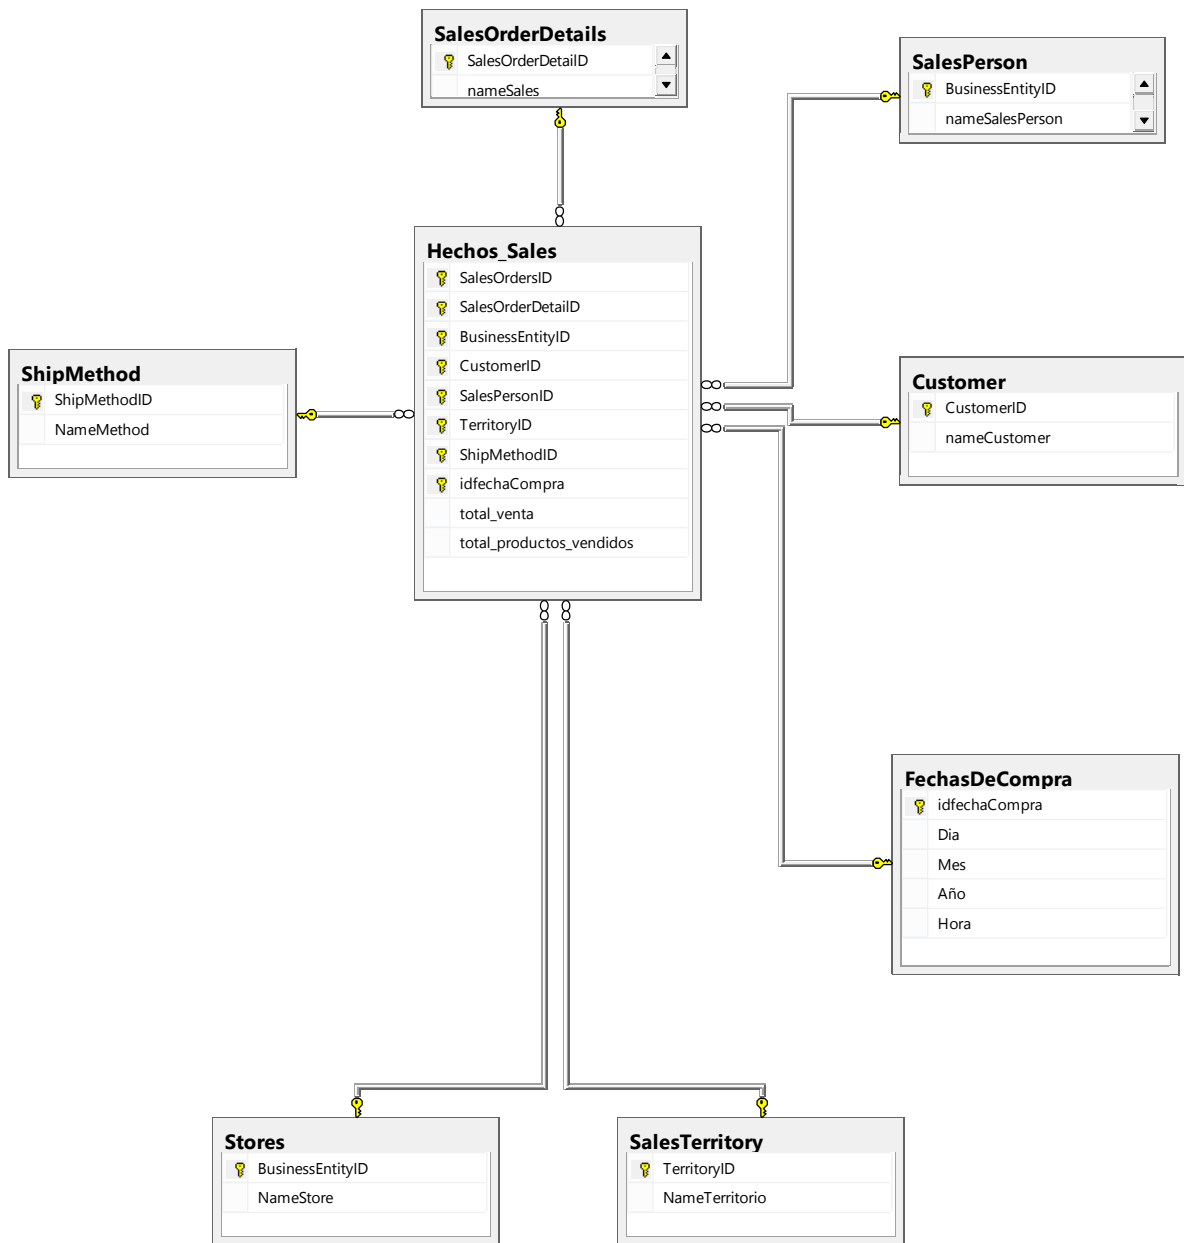 SalesOrderDetails
SalesOrderDetailID
nameSales
SalesPerson
BusinessEntityID
nameSalesPerson
Hechos_Sales
SalesOrdersID
SalesOrderDetailD
BusinessEntityID
CustomerID
SalesPersonID
TerritoryID
ShipMethodID
idfechaCompra
total_venta
total_productos_vendidos
ShipMethod
ShipMethodID
NameMethod
Customer
CustomerID
nameCustomer
FechasDeCompra
idfechaCompra
Dia
Mes
Año
Hora
Stores
BusinessEntityID
NameStore
SalesTerritory
TerritoryID
NameTerritorio